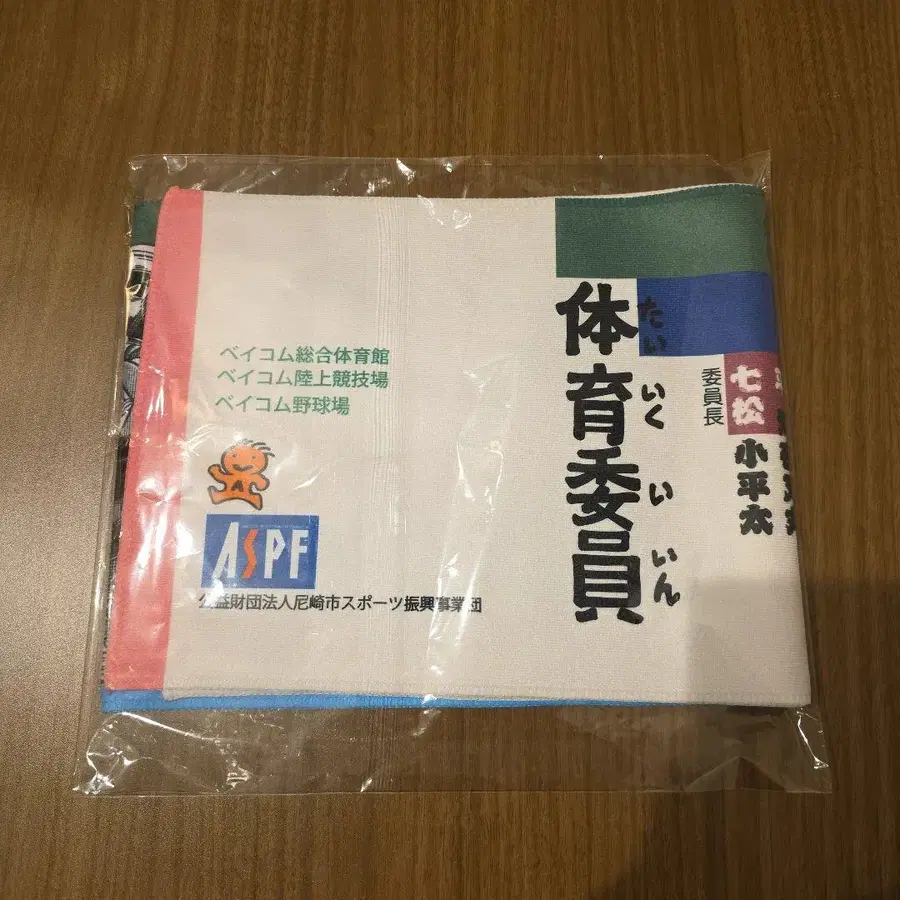 ベイコム総合体育館
ベイコム陸上競技場
ベイコム野球場
ASPF
公益財団法人尼崎市スポーツ振興事業団
体育委員
たい
いく
い
いん
委員長
七松
小平太